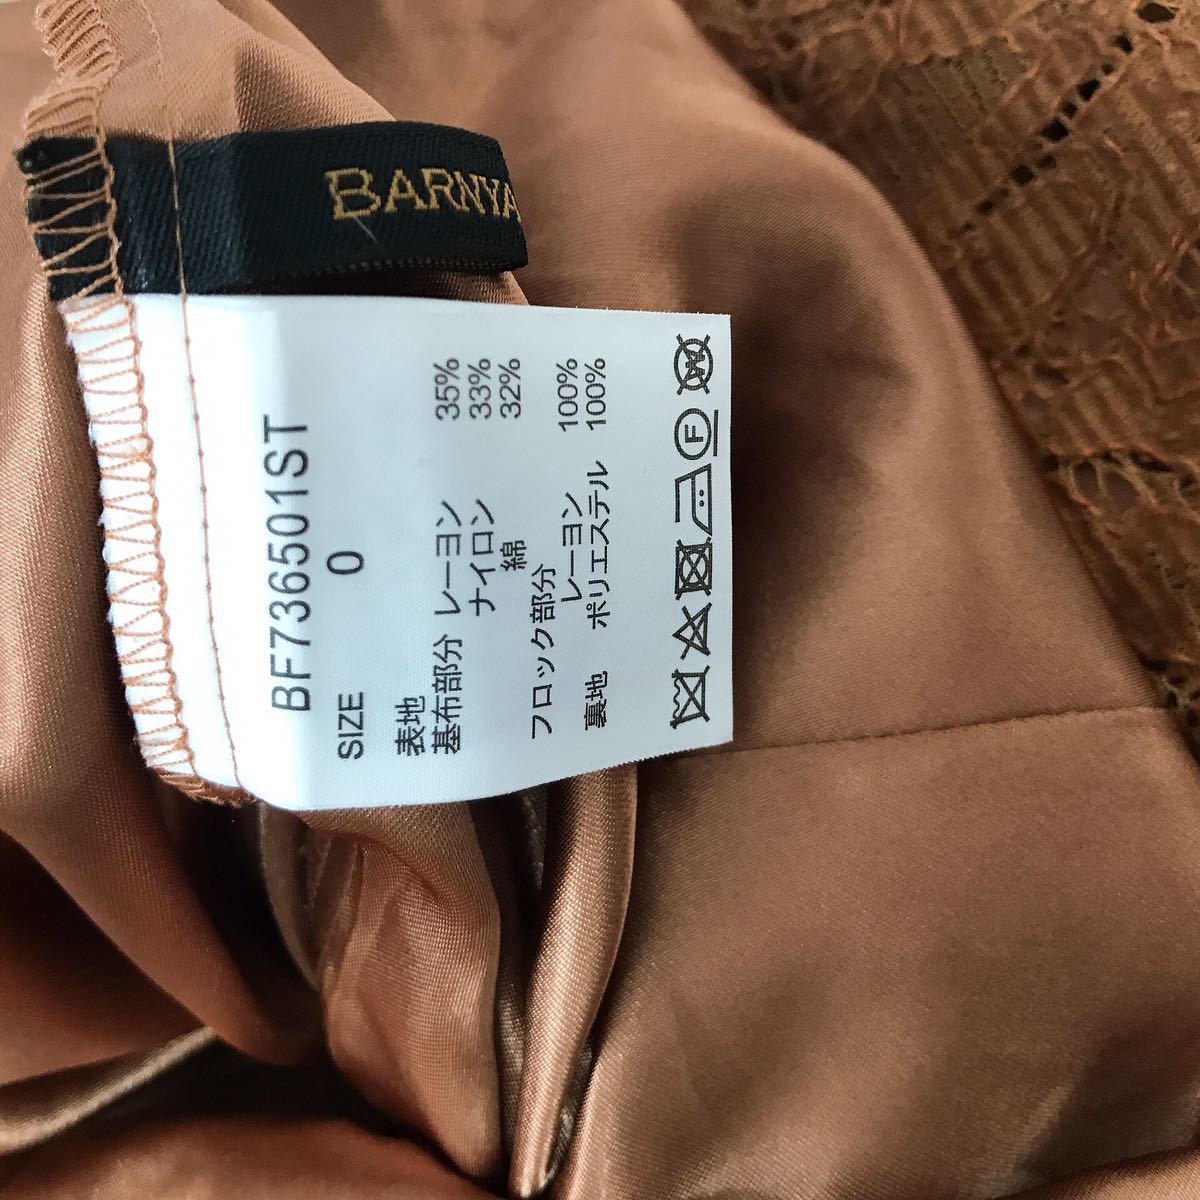 BARNYA
BF736501ST
SIZE 0
表地
基布部分 レーヨン 35%
ナイロン 33%
綿 32%
フロック部分
レーヨン 100%
裏地 ポリエステル 100%
F
W